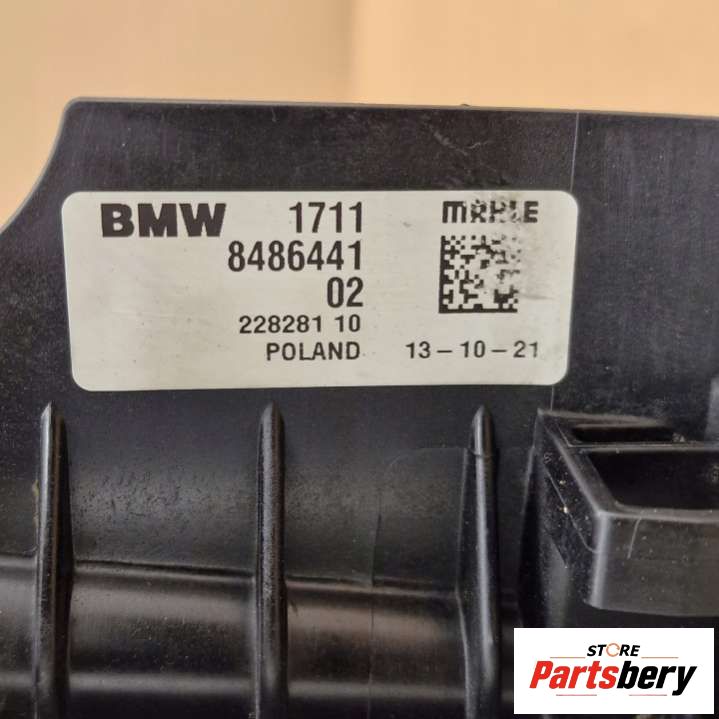 BMW 1711 MAHLE
8486441
02
228281 10
POLAND 13-10-21
STORE
Partsbery